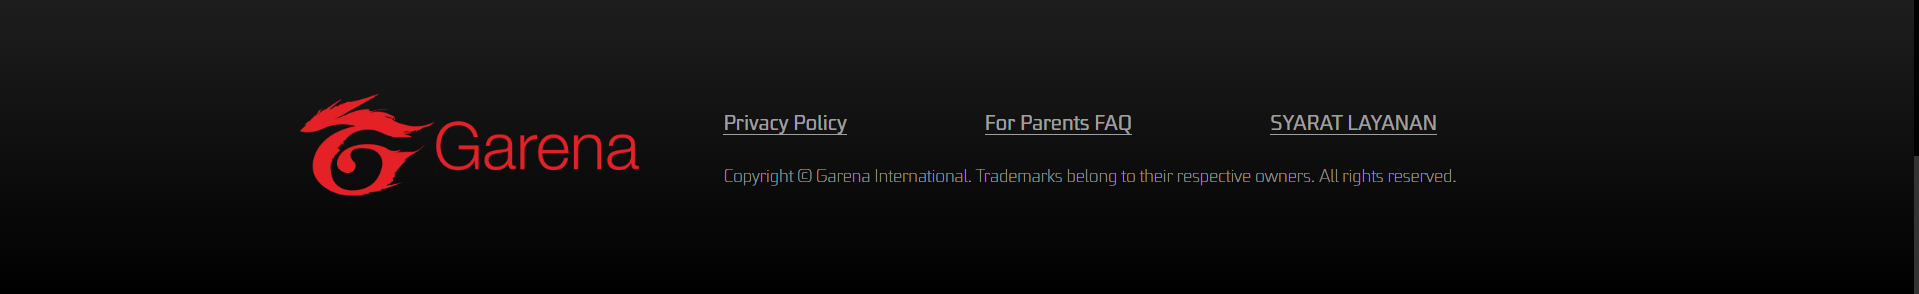 Garena
Privacy Policy For Parents FAQ SYARAT LAYANAN
Copyright © Garena International. Trademarks belong to their respective owners. All rights reserved.